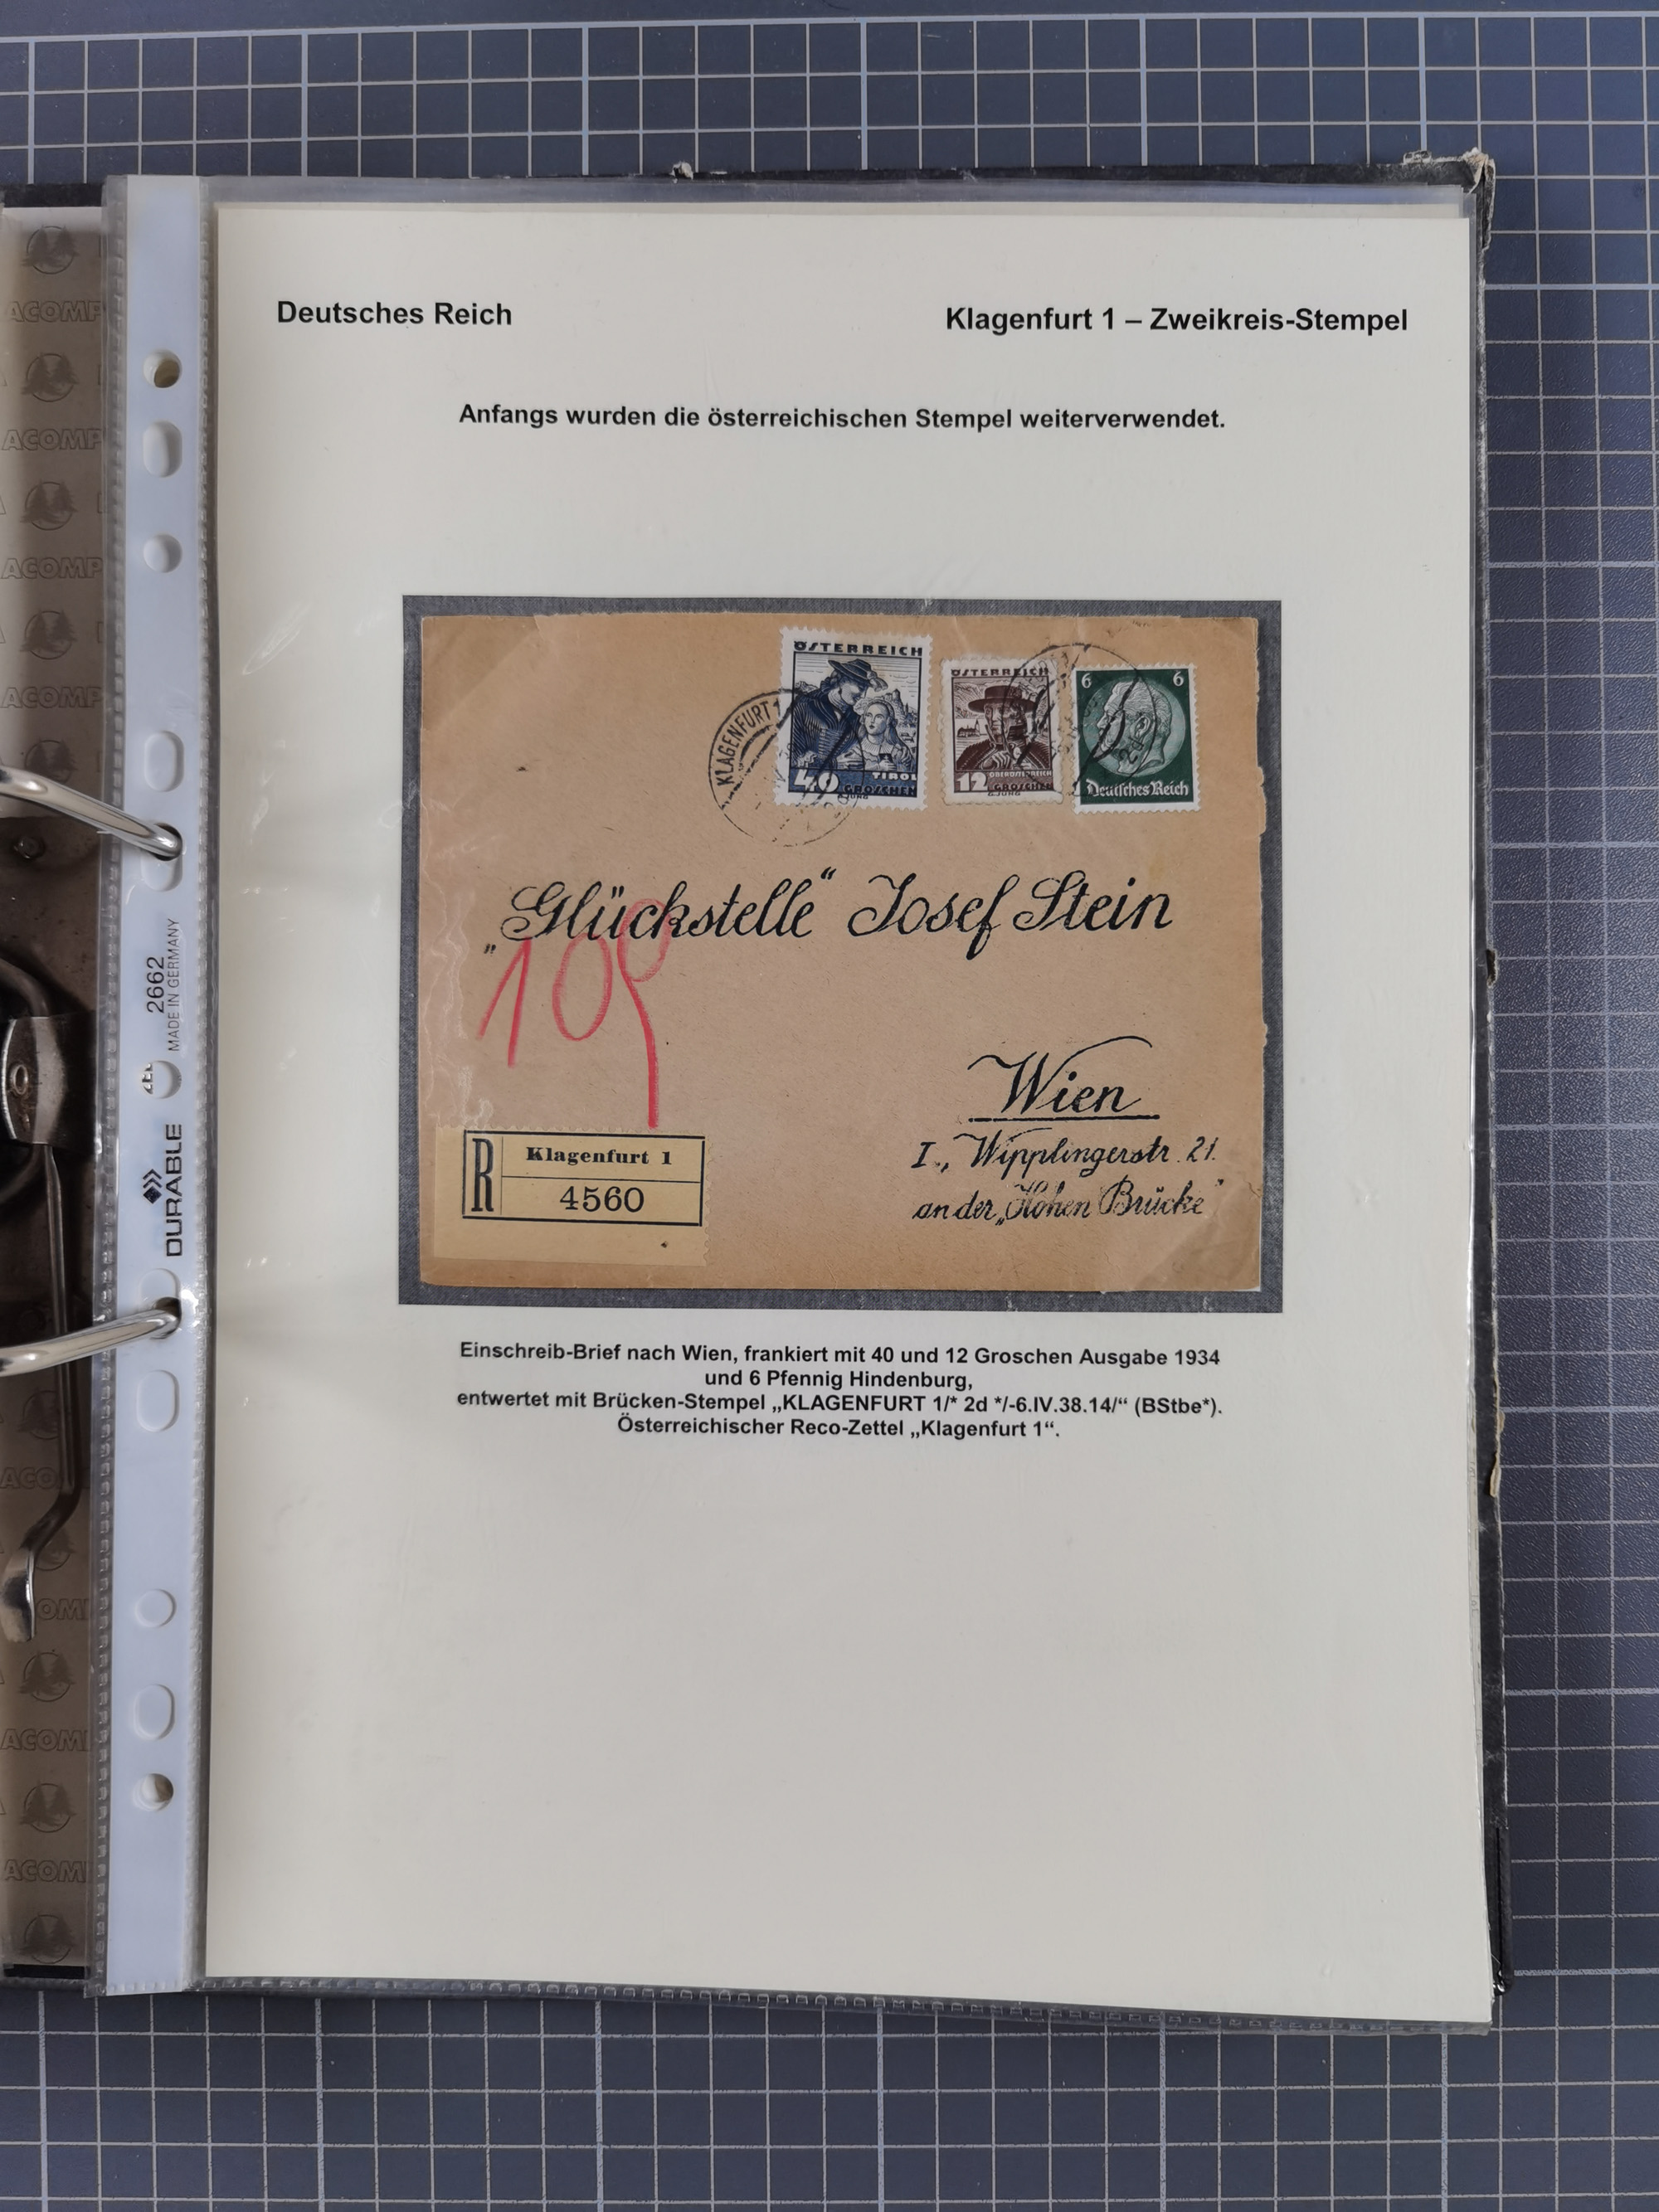 Deutsches Reich
Klagenfurt 1 – Zweikreis-Stempel
Anfangs wurden die österreichischen Stempel weiterverwendet.
ÖSTERREICH
40
TIROL
GROSCHEN
ÖSTERREICH
12
OBERÖSTERREICH
GROSCHEN
6 6
Deutsches Reich
KLAGENFURT 1
„Glückstelle“ Josef Stein
109
Wien
I., Wipplingerstr. 21.
an der „Hohen Brücke“
R
Klagenfurt 1
4560
Einschreib-Brief nach Wien, frankiert mit 40 und 12 Groschen Ausgabe 1934
und 6 Pfennig Hindenburg,
entwertet mit Brücken-Stempel „KLAGENFURT 1/* 2d */-6.IV.38.14/“ (BStbe*).
Österreichischer Reco-Zettel „Klagenfurt 1“.
DURABLE
2662
MADE IN GERMANY